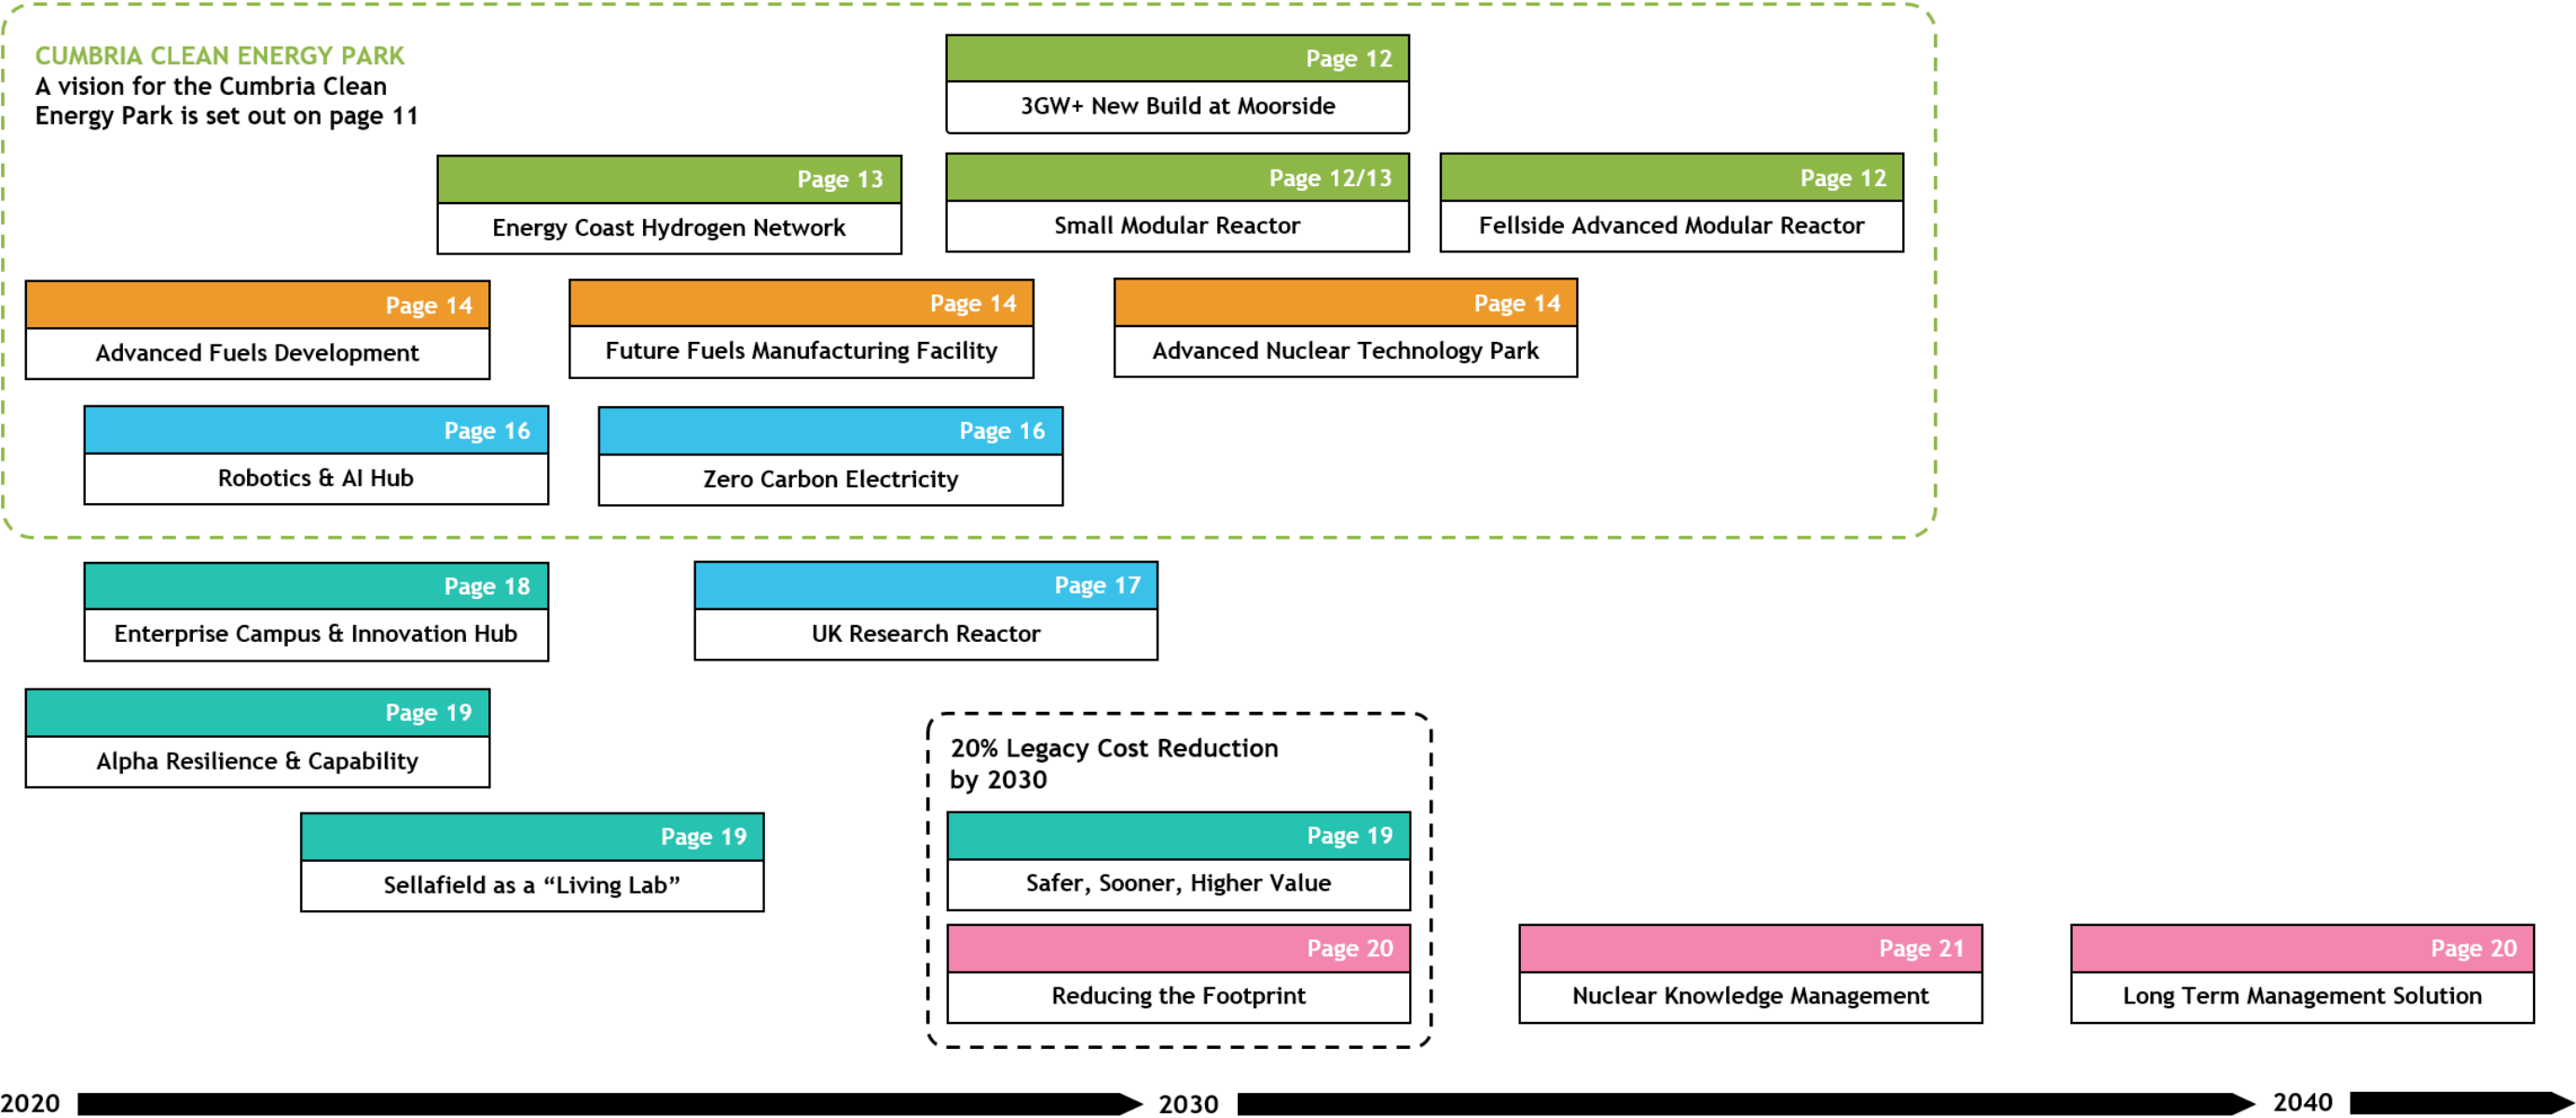 CUMBRIA CLEAN ENERGY PARK
A vision for the Cumbria Clean
Energy Park is set out on page 11
Page 12
3GW+ New Build at Moorside
Page 13
Energy Coast Hydrogen Network
Page 12/13
Small Modular Reactor
Page 12
Fellside Advanced Modular Reactor
Page 14
Advanced Fuels Development
Page 14
Future Fuels Manufacturing Facility
Page 14
Advanced Nuclear Technology Park
Page 16
Robotics & AI Hub
Page 16
Zero Carbon Electricity
Page 18
Enterprise Campus & Innovation Hub
Page 17
UK Research Reactor
Page 19
Alpha Resilience & Capability
20% Legacy Cost Reduction
by 2030
Page 19
Sellafield as a “Living Lab”
Page 19
Safer, Sooner, Higher Value
Page 20
Reducing the Footprint
Page 21
Nuclear Knowledge Management
Page 20
Long Term Management Solution
2020
2030
2040